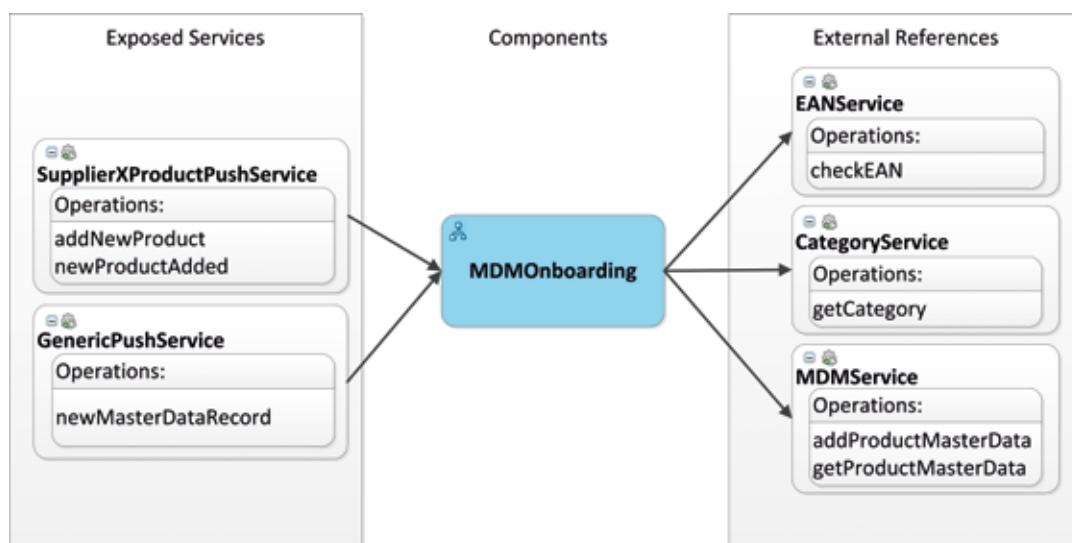 Exposed Services
Components
External References
SupplierXProductPushService
Operations:
addNewProduct
newProductAdded
GenericPushService
Operations:
newMasterDataRecord
MDMOnboarding
EANService
Operations:
checkEAN
CategoryService
Operations:
getCategory
MDMService
Operations:
addProductMasterData
getProductMasterData